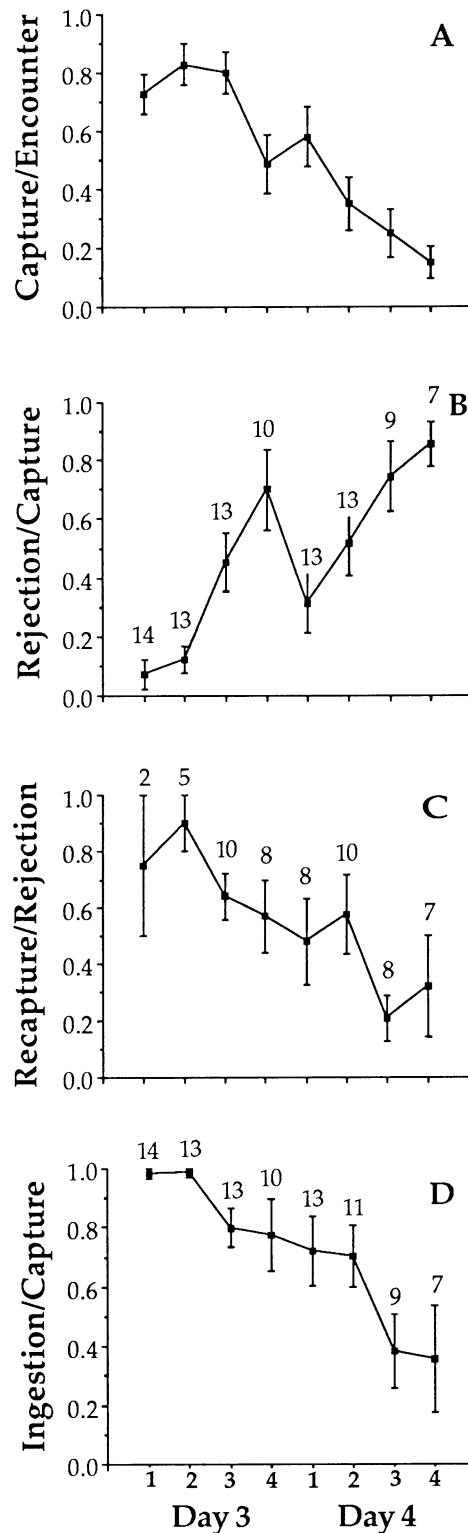 A
Capture/Encounter
1.0
0.8
0.6
0.4
0.2
0.0
B
Rejection/Capture
1.0
0.8
0.6
0.4
0.2
0.0
14 13 13 10 13 13 9 7
C
Recapture/Rejection
1.0
0.8
0.6
0.4
0.2
0.0
2 5 10 8 8 10 8 7
D
Ingestion/Capture
1.0
0.8
0.6
0.4
0.2
0.0
14 13 13 10 13 11 9 7
1 2 3 4 1 2 3 4
Day 3 Day 4